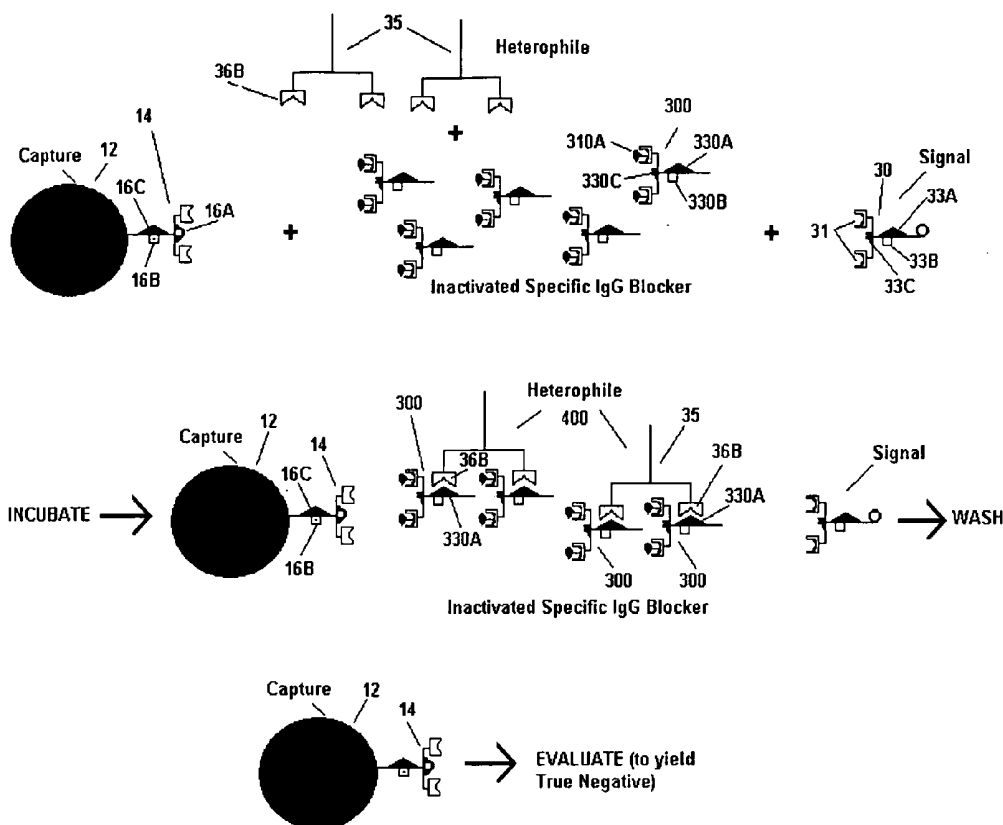 35
Heterophile
36B
+
14
Capture
12
16C
16A
16B
+
300
310A
330A
330C
330B
Inactivated Specific IgG Blocker
+
Signal
30
33A
31
33B
33C
Heterophile
400
300
35
36B
36B
330A
330A
300
300
Inactivated Specific IgG Blocker
INCUBATE
Capture
12
16C
14
16B
Signal
WASH
Capture
12
14
EVALUATE (to yield
True Negative)